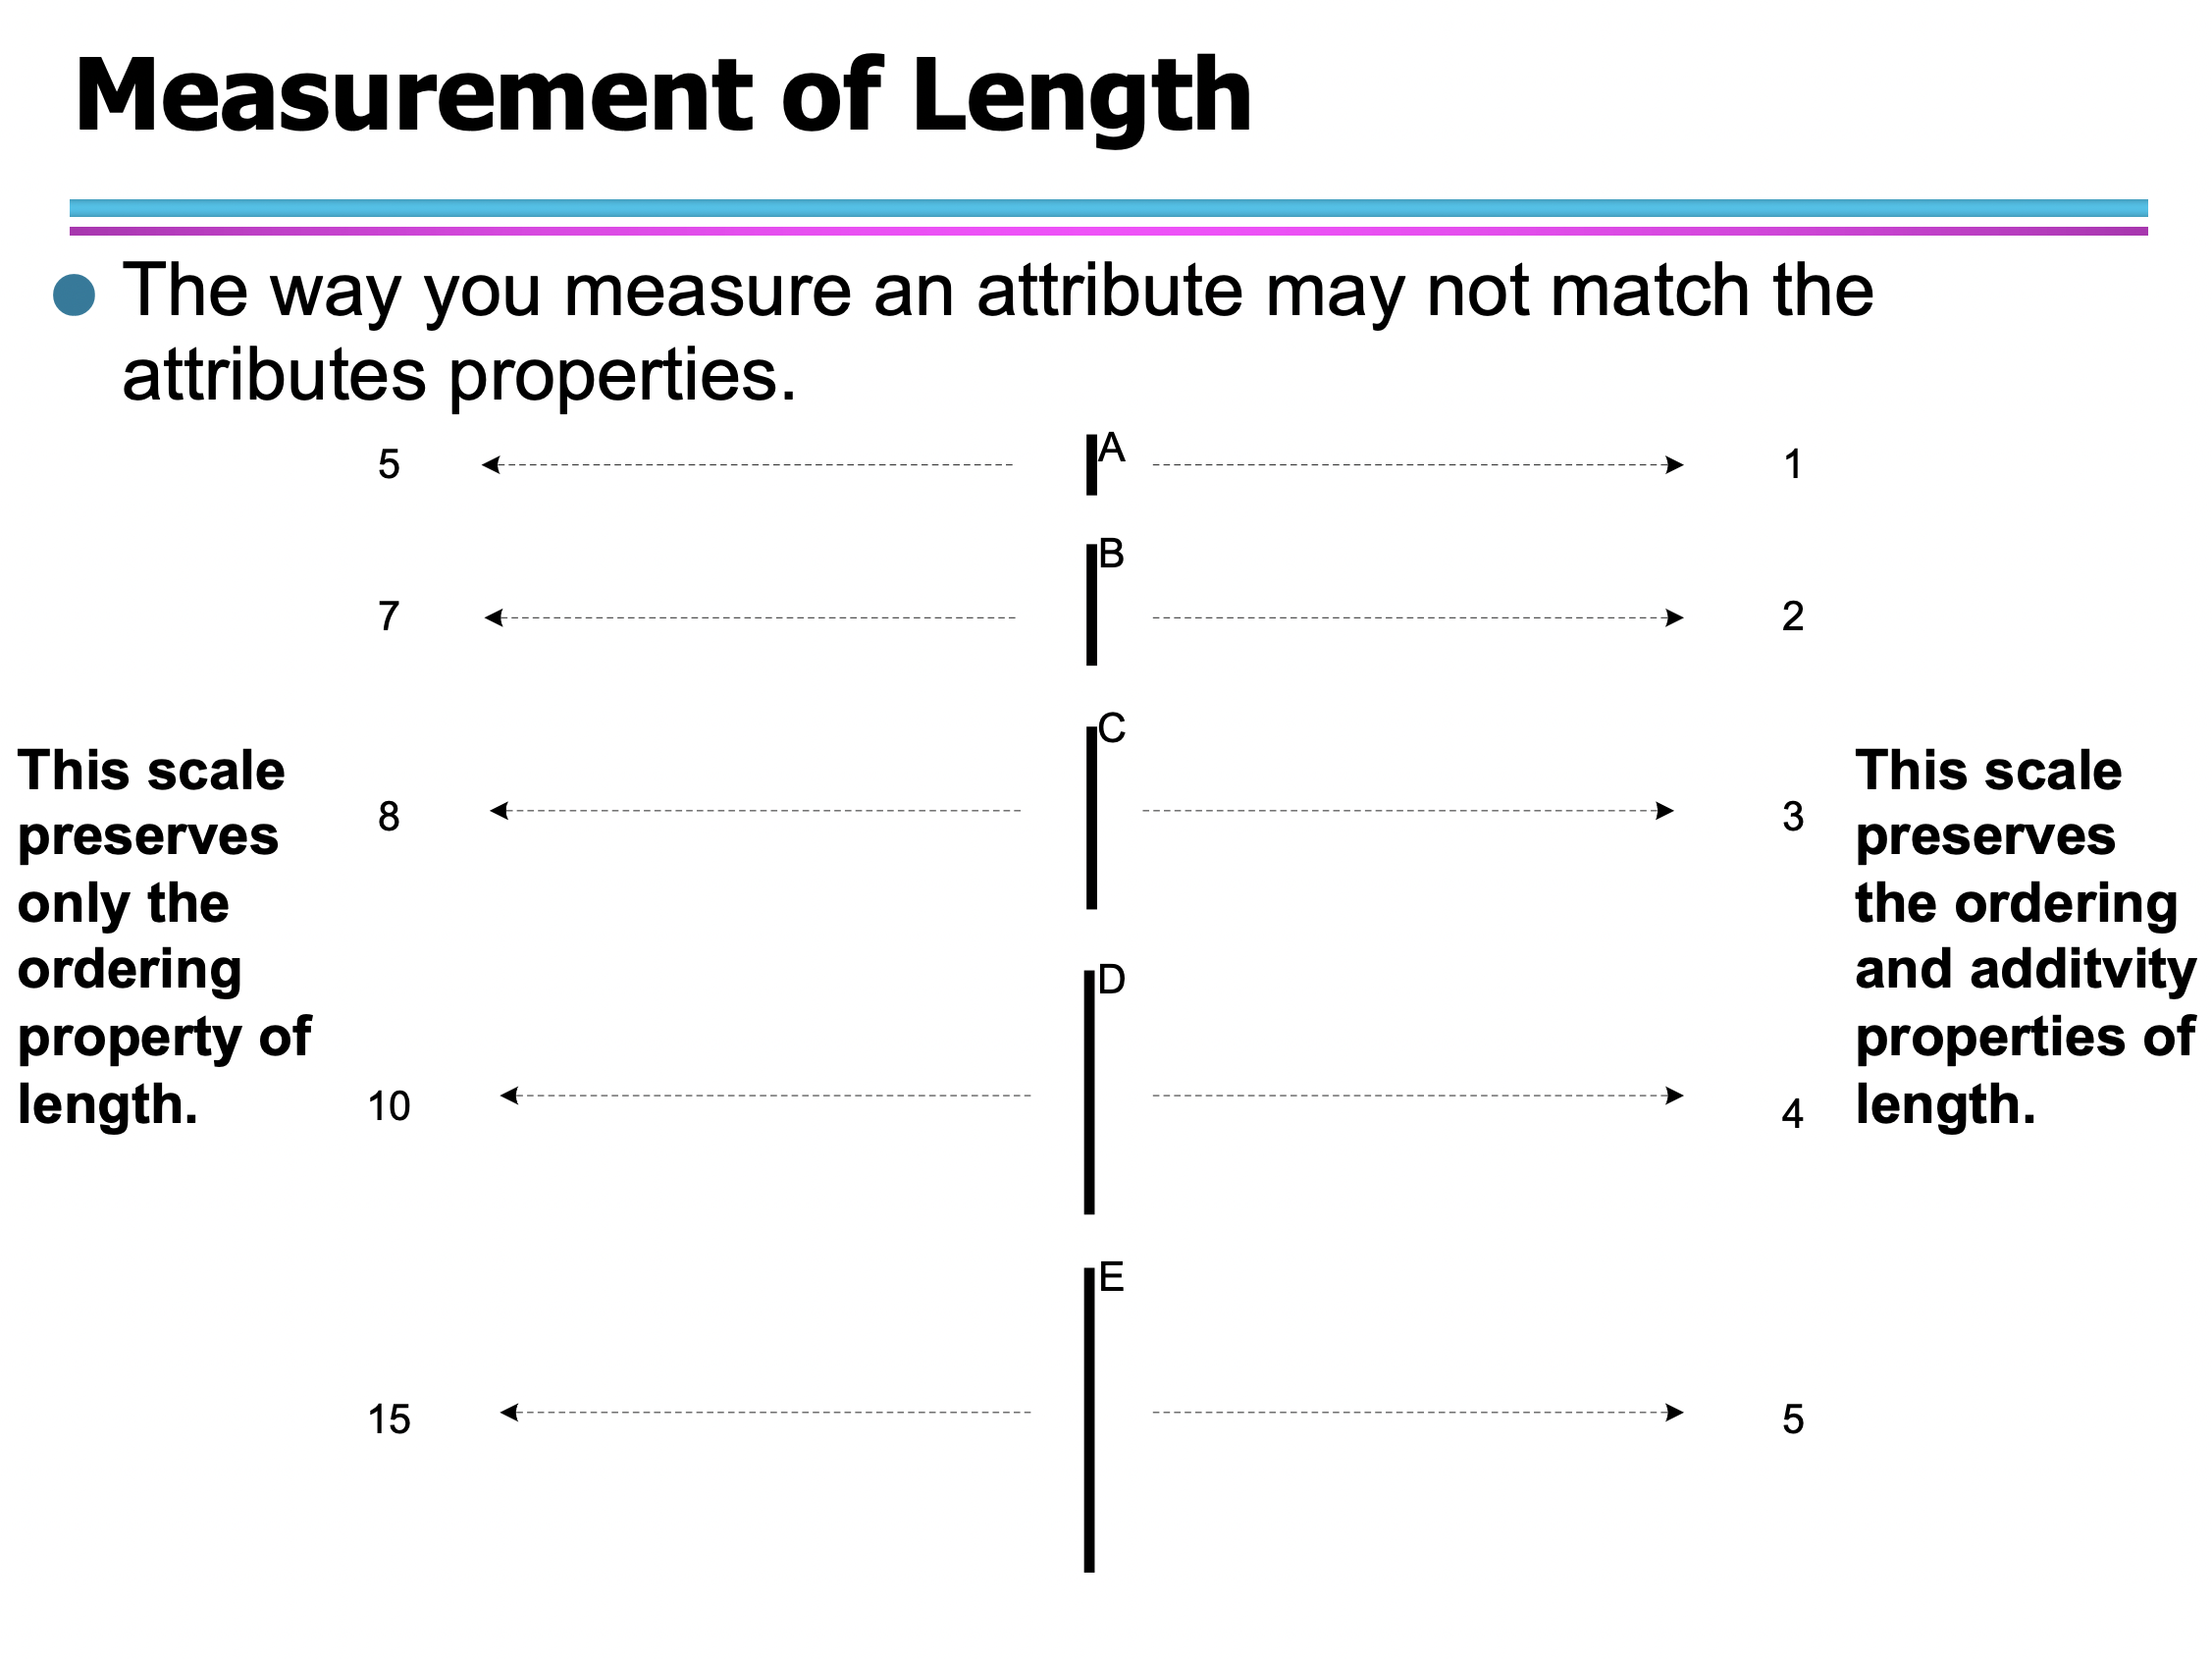 Measurement of Length
The way you measure an attribute may not match the
attributes properties.
5
A
1
B
7
2
This scale
preserves
only the
ordering
property of
length.
C
8
3
This scale
preserves
the ordering
and additvity
properties of
length.
D
10
4
E
15
5